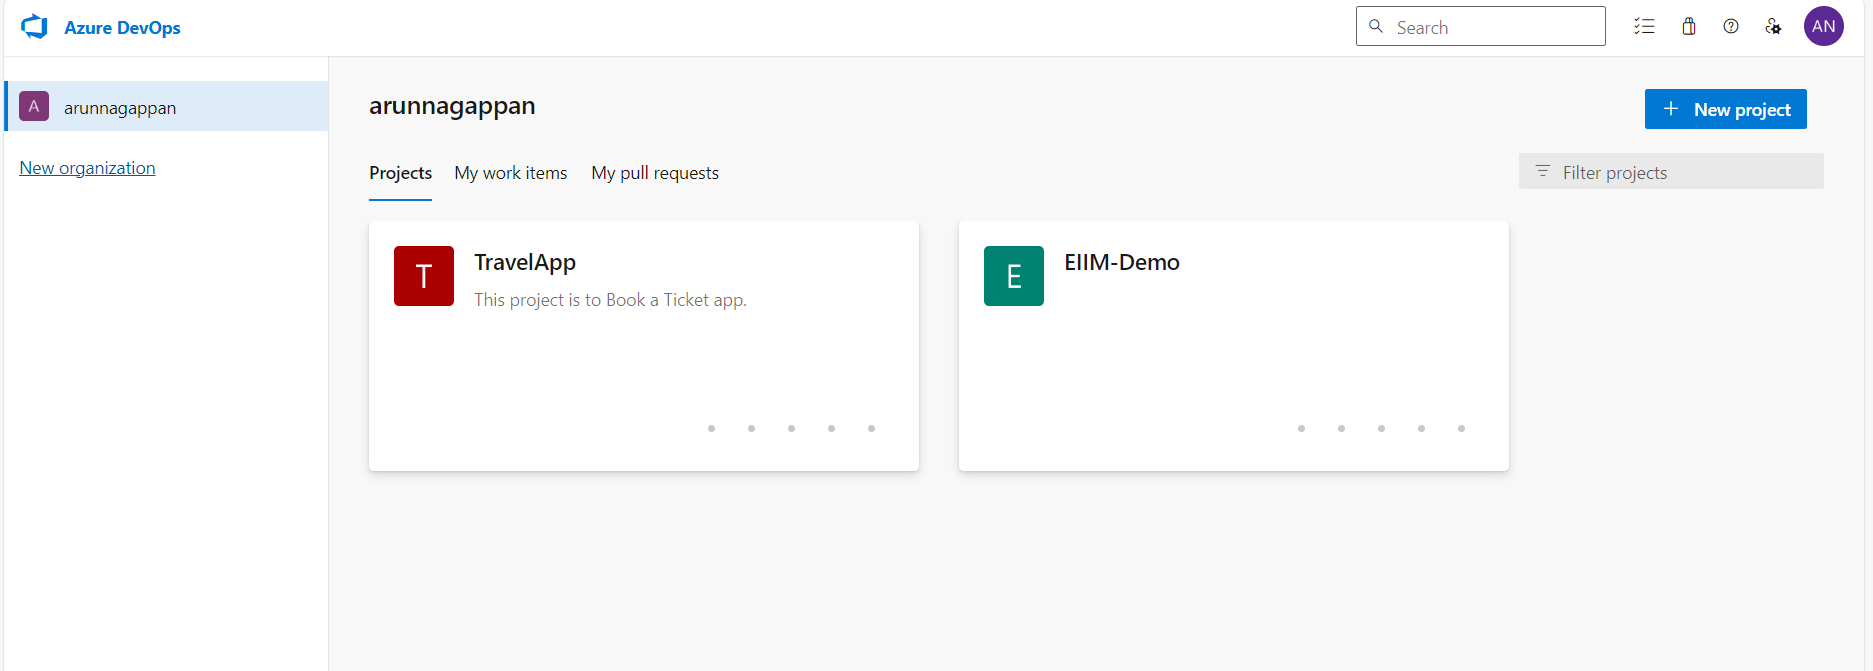 Azure DevOps
Search
AN
A arunnagappan
New organization
arunnagappan
+ New project
Projects My work items My pull requests
Filter projects
T TravelApp
This project is to Book a Ticket app.
E EIIM-Demo